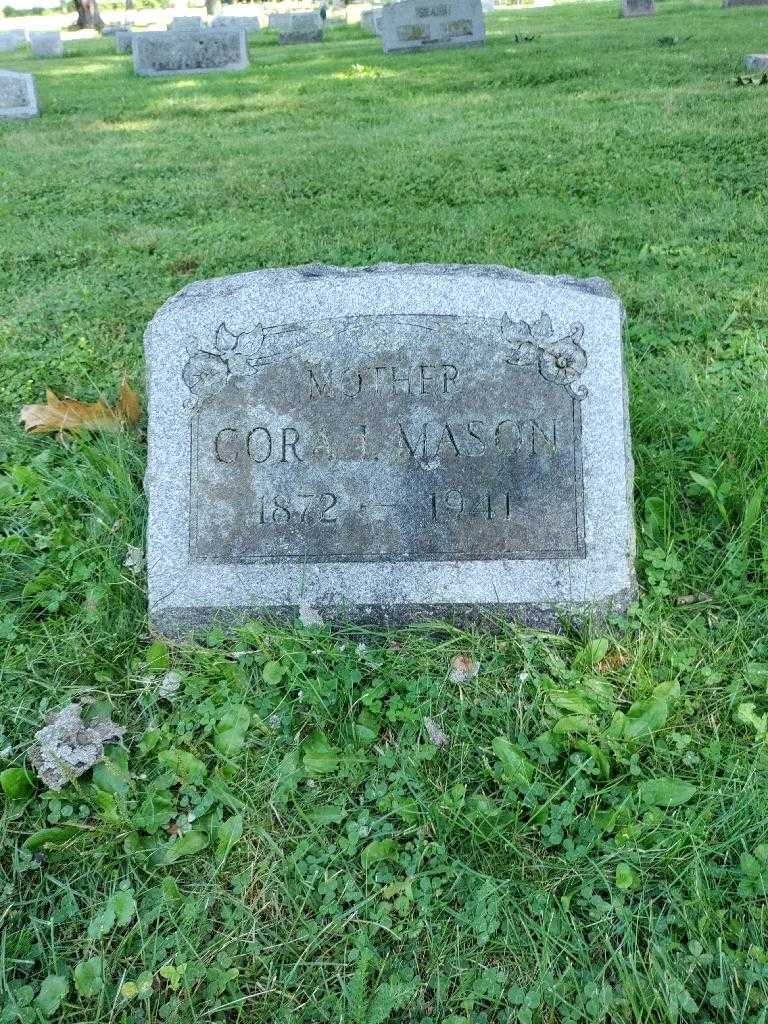 MOTHER
CORA I. MASON
1872 — 1941